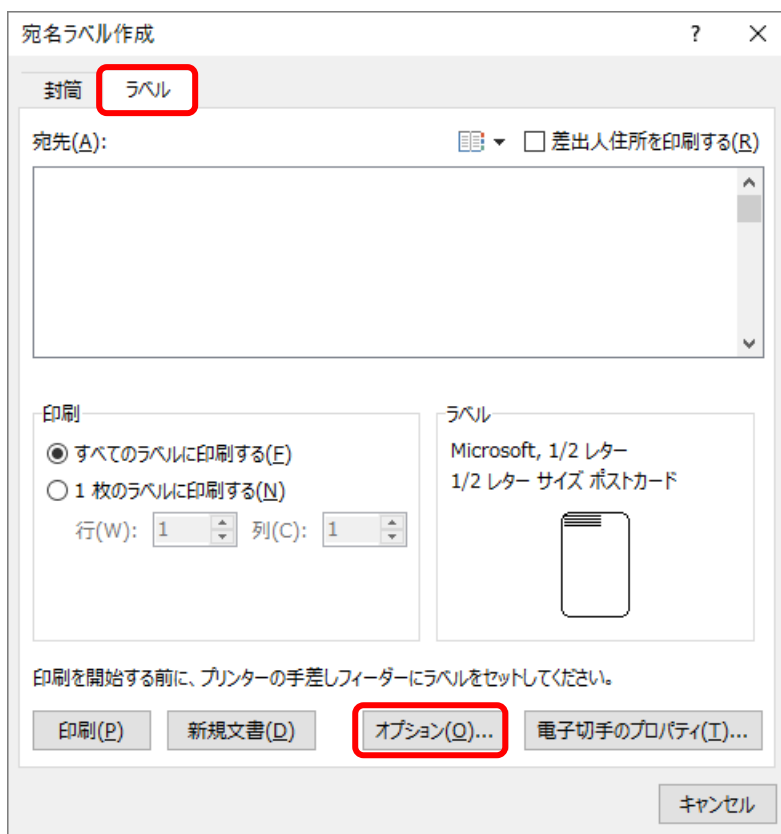 宛名ラベル作成 ?
封筒 ラベル
宛先(A): 差出人住所を印刷する(R)
印刷
すべてのラベルに印刷する(F)
1 枚のラベルに印刷する(N)
行(W): 1 列(C): 1
ラベル
Microsoft, 1/2 レター
1/2 レター サイズ ポストカード
印刷を開始する前に、プリンターの手差しフィーダーにラベルをセットしてください。
印刷(P) 新規文書(D) オプション(O)... 電子切手のプロパティ(T)...
キャンセル